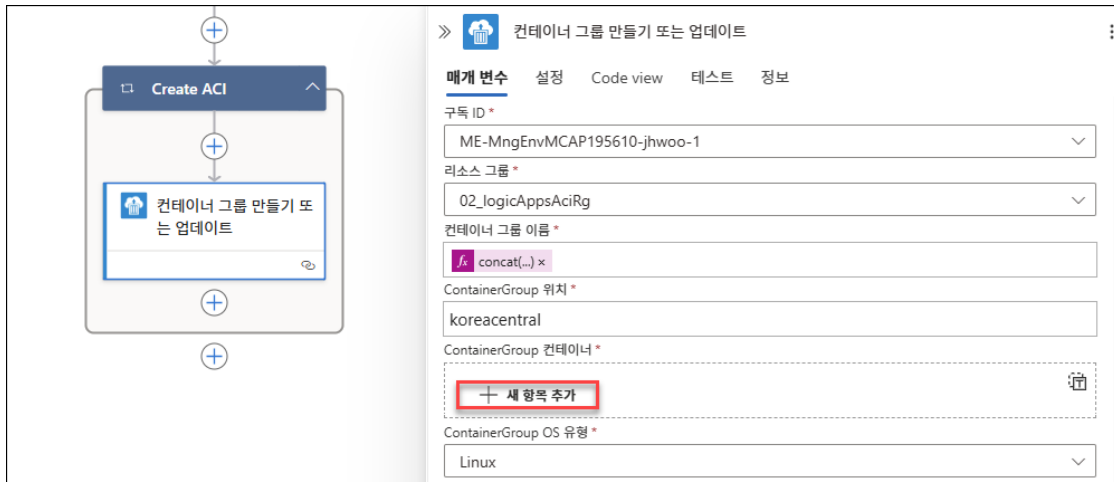 Create ACI
컨테이너 그룹 만들기 또
는 업데이트
컨테이너 그룹 만들기 또는 업데이트
매개 변수 설정 Code view 테스트 정보
구독 ID *
ME-MngEnvMCAP195610-jhwoo-1
리소스 그룹 *
02_logicAppsAciRg
컨테이너 그룹 이름 *
fx concat(...) ×
ContainerGroup 위치 *
koreacentral
ContainerGroup 컨테이너 *
새 항목 추가
ContainerGroup OS 유형 *
Linux